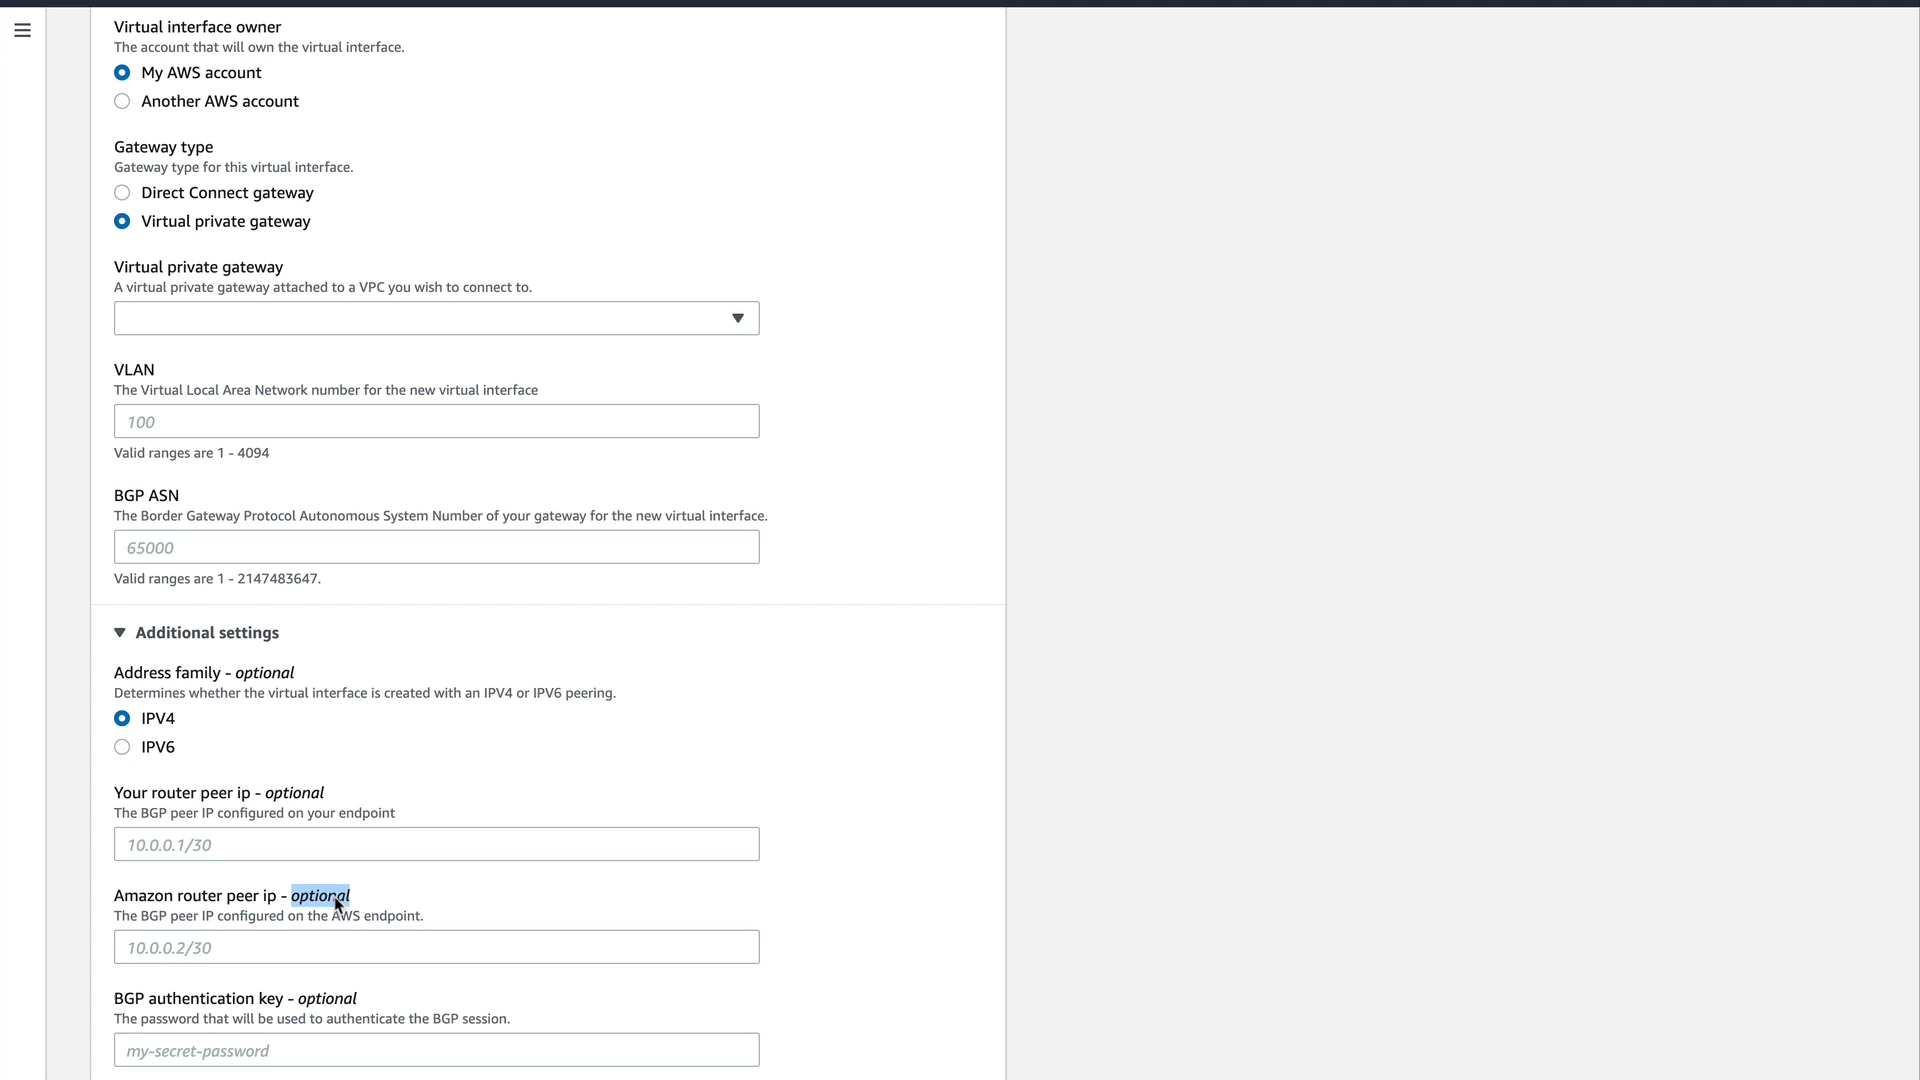 Virtual interface owner
The account that will own the virtual interface.
My AWS account
Another AWS account
Gateway type
Gateway type for this virtual interface.
Direct Connect gateway
Virtual private gateway
Virtual private gateway
A virtual private gateway attached to a VPC you wish to connect to.
VLAN
The Virtual Local Area Network number for the new virtual interface
100
Valid ranges are 1 - 4094
BGP ASN
The Border Gateway Protocol Autonomous System Number of your gateway for the new virtual interface.
65000
Valid ranges are 1 - 2147483647.
Additional settings
Address family - optional
Determines whether the virtual interface is created with an IPV4 or IPV6 peering.
IPV4
IPV6
Your router peer ip - optional
The BGP peer IP configured on your endpoint
10.0.0.1/30
Amazon router peer ip - optional
The BGP peer IP configured on the AWS endpoint.
10.0.0.2/30
BGP authentication key - optional
The password that will be used to authenticate the BGP session.
my-secret-password